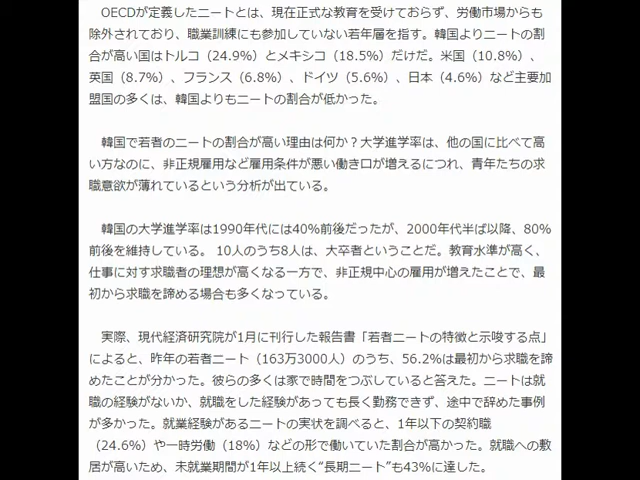 OECDが定義したニートとは、現在正式な教育を受けておらず、労働市場からも
除外されており、職業訓練にも参加していない若年層を指す。韓国よりニートの割
合が高い国はトルコ（24.9%）とメキシコ（18.5%）だけだ。米国（10.8%）、
英国（8.7%）、フランス（6.8%）、ドイツ（5.6%）、日本（4.6%）など主要加
盟国の多くは、韓国よりもニートの割合が低かった。
韓国で若者のニートの割合が高い理由は何か？大学進学率は、他の国に比べて高
い方なのに、非正規雇用など雇用条件が悪い働き口が増えるにつれ、青年たちの求
職意欲が薄れているという分析が出ている。
韓国の大学進学率は1990年代には40%前後だったが、2000年代半ば以降、80%
前後を維持している。 10人のうち8人は、大卒者ということだ。教育水準が高く、
仕事に対す求職者の理想が高くなる一方で、非正規中心の雇用が増えたことで、最
初から求職を諦める場合も多くなっている。
実際、現代経済研究院が1月に刊行した報告書「若者ニートの特徴と示唆する点」
によると、昨年の若者ニート（163万3000人）のうち、56.2%は最初から求職を諦
めたことが分かった。彼らの多くは家で時間をつぶしていると答えた。ニートは就
職の経験がないか、就職をした経験があっても長く勤務できず、途中で辞めた事例
が多かった。就業経験があるニートの実状を調べると、1年以下の契約職
（24.6%）や一時労働（18%）などの形で働いていた割合が高かった。就職への敷
居が高いため、未就業期間が1年以上続く“長期ニート”も43%に達した。